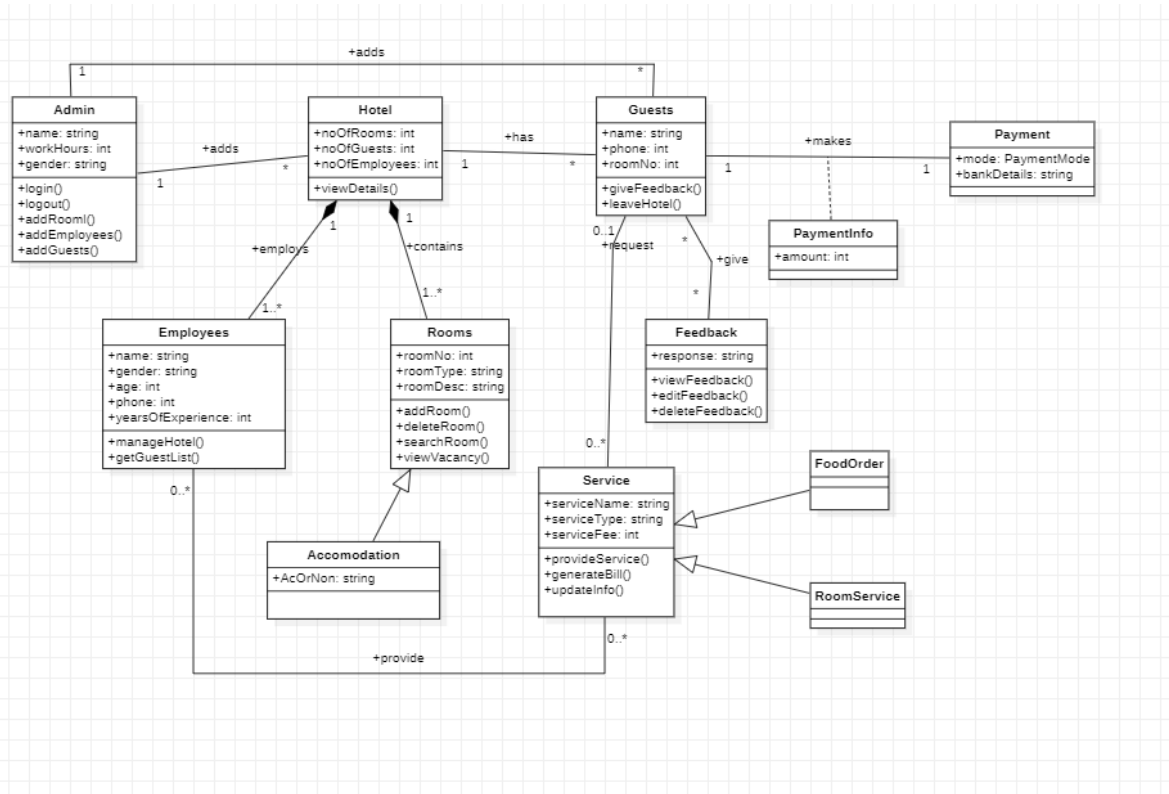 +adds
1
*
Admin
+name: string
+workHours: int
+gender: string
+login()
+logout()
+addRoomI()
+addEmployees()
+addGuests()
+adds
1
*
Hotel
+noOfRooms: int
+noOfGuests: int
+noOfEmployees: int
+viewDetails()
+has
1
*
Guests
+name: string
+phone: int
+roomNo: int
+giveFeedback()
+leaveHotel()
+makes
1
1
Payment
+mode: PaymentMode
+bankDetails: string
PaymentInfo
+amount: int
1
+employs
1..*
1
+contains
1..*
0..1
+request
0..*
*
+give
*
Employees
+name: string
+gender: string
+age: int
+phone: int
+yearsOfExperience: int
+manageHotel()
+getGuestList()
Rooms
+roomNo: int
+roomType: string
+roomDesc: string
+addRoom()
+deleteRoom()
+searchRoom()
+viewVacancy()
Feedback
+response: string
+viewFeedback()
+editFeedback()
+deleteFeedback()
Accomodation
+AcOrNon: string
Service
+serviceName: string
+serviceType: string
+serviceFee: int
+provideService()
+generateBill()
+updateInfo()
FoodOrder
RoomService
0..*
+provide
0..*